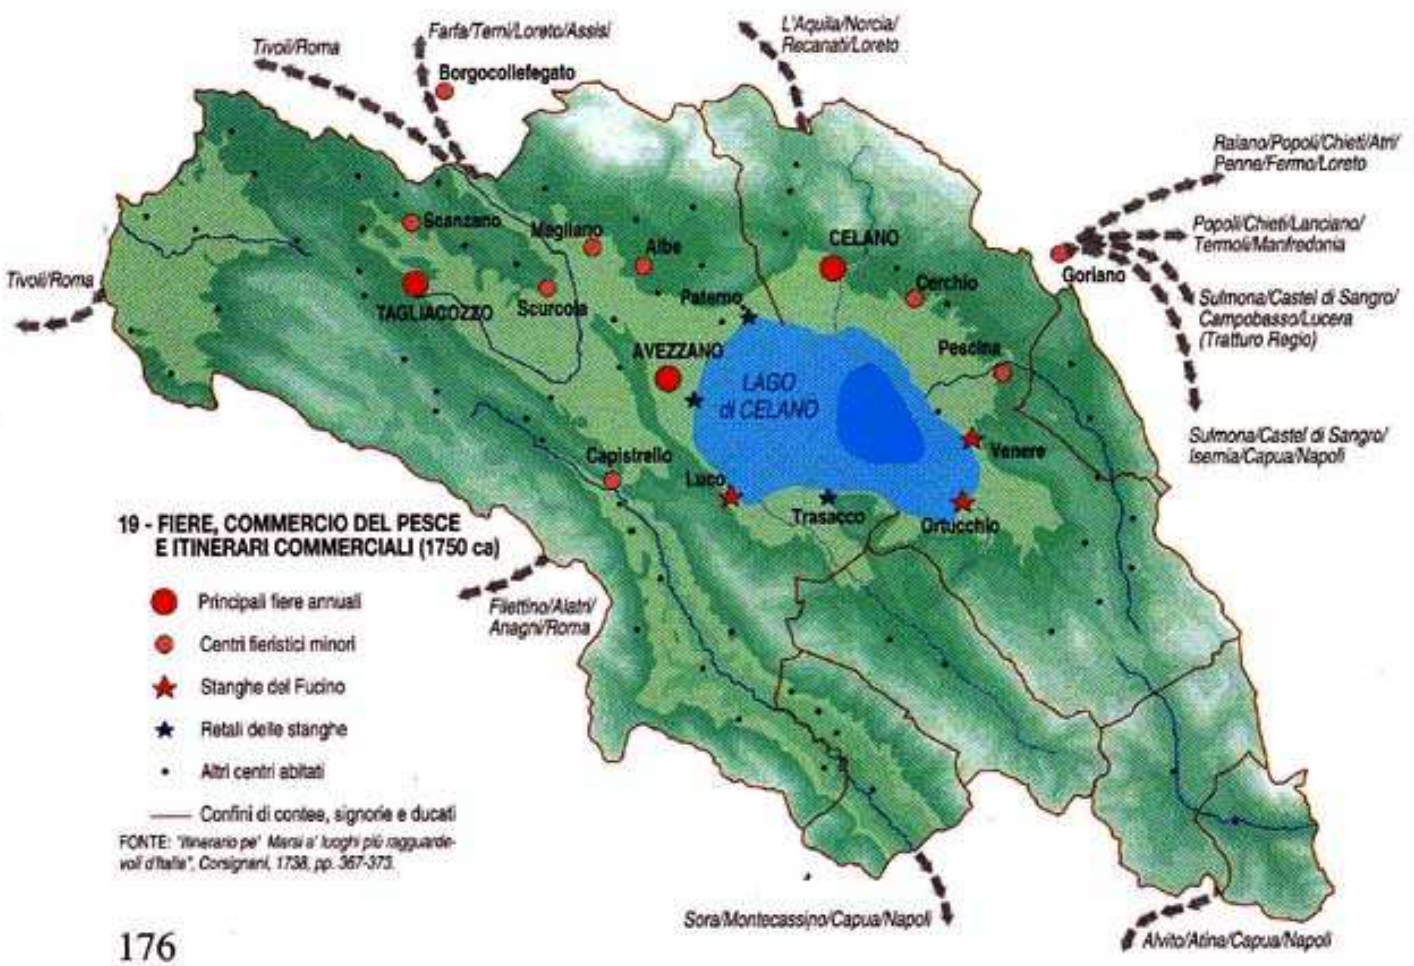 Tivoli/Roma
Farfa/Terni/Loreto/Assisi
L'Aquila/Norcia/
Recanati/Loreto
Borgocollefegato
Raiano/Popoli/Chieti/Atri/
Penne/Fermo/Loreto
Popoli/Chieti/Lanciano/
Termoli/Manfredonia
Goriano
Sulmona/Castel di Sangro/
Campobasso/Lucera
(Tratturo Regio)
Sulmona/Castel di Sangro/
Isernia/Capua/Napoli
Tivoli/Roma
Scanzano
Magliano
Albe
CELANO
Cerchio
TAGLIACOZZO
Scurcola
Paterno
AVEZZANO
Pescina
LAGO
di CELANO
Capistrello
Luco
Venere
Trasacco
Ortucchio
19 - FIERE, COMMERCIO DEL PESCE
E ITINERARI COMMERCIALI (1750 ca)
Principali fiere annuali
Centri fieristici minori
Stanghe del Fucino
Retali delle stanghe
Altri centri abitati
Confini di contee, signorie e ducati
FONTE: "Itinerario pe' Marsi a' luoghi più ragguarde-
voli d'Italia", Corsignani, 1738, pp. 367-373.
Filettino/Alatri/
Anagni/Roma
Sora/Montecassino/Capua/Napoli
Alvito/Atina/Capua/Napoli
176